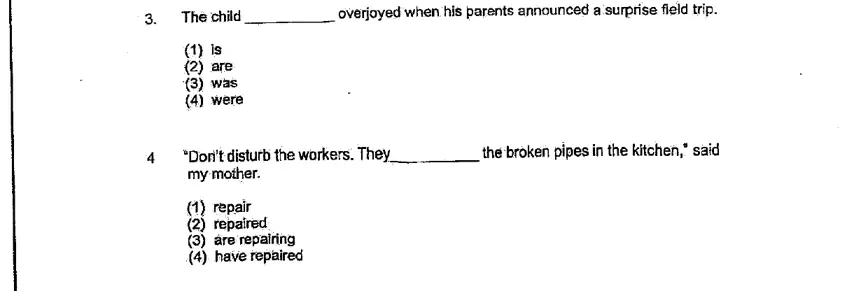 3. The child __________ overjoyed when his parents announced a surprise field trip.
(1) is
(2) are
(3) was
(4) were
4 "Don't disturb the workers. They__________ the broken pipes in the kitchen," said
my mother.
(1) repair
(2) repaired
(3) are repairing
(4) have repaired